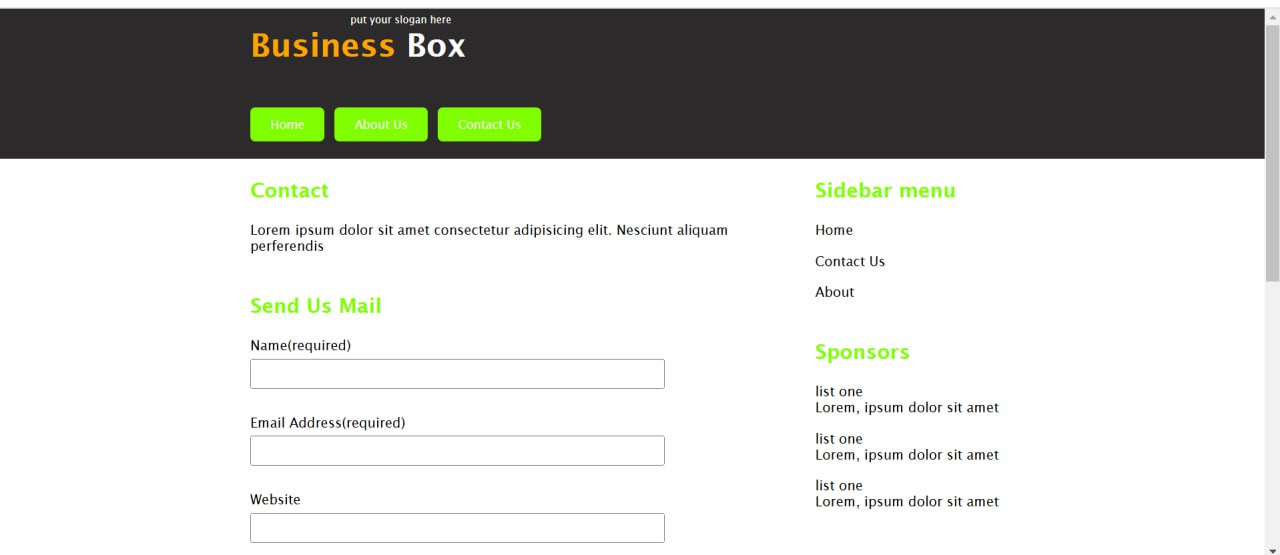 put your slogan here
Business Box
Home
About Us
Contact Us
Contact
Lorem ipsum dolor sit amet consectetur adipisicing elit. Nesciunt aliquam
perferendis
Send Us Mail
Name(required)
Email Address(required)
Website
Sidebar menu
Home
Contact Us
About
Sponsors
list one
Lorem, ipsum dolor sit amet
list one
Lorem, ipsum dolor sit amet
list one
Lorem, ipsum dolor sit amet